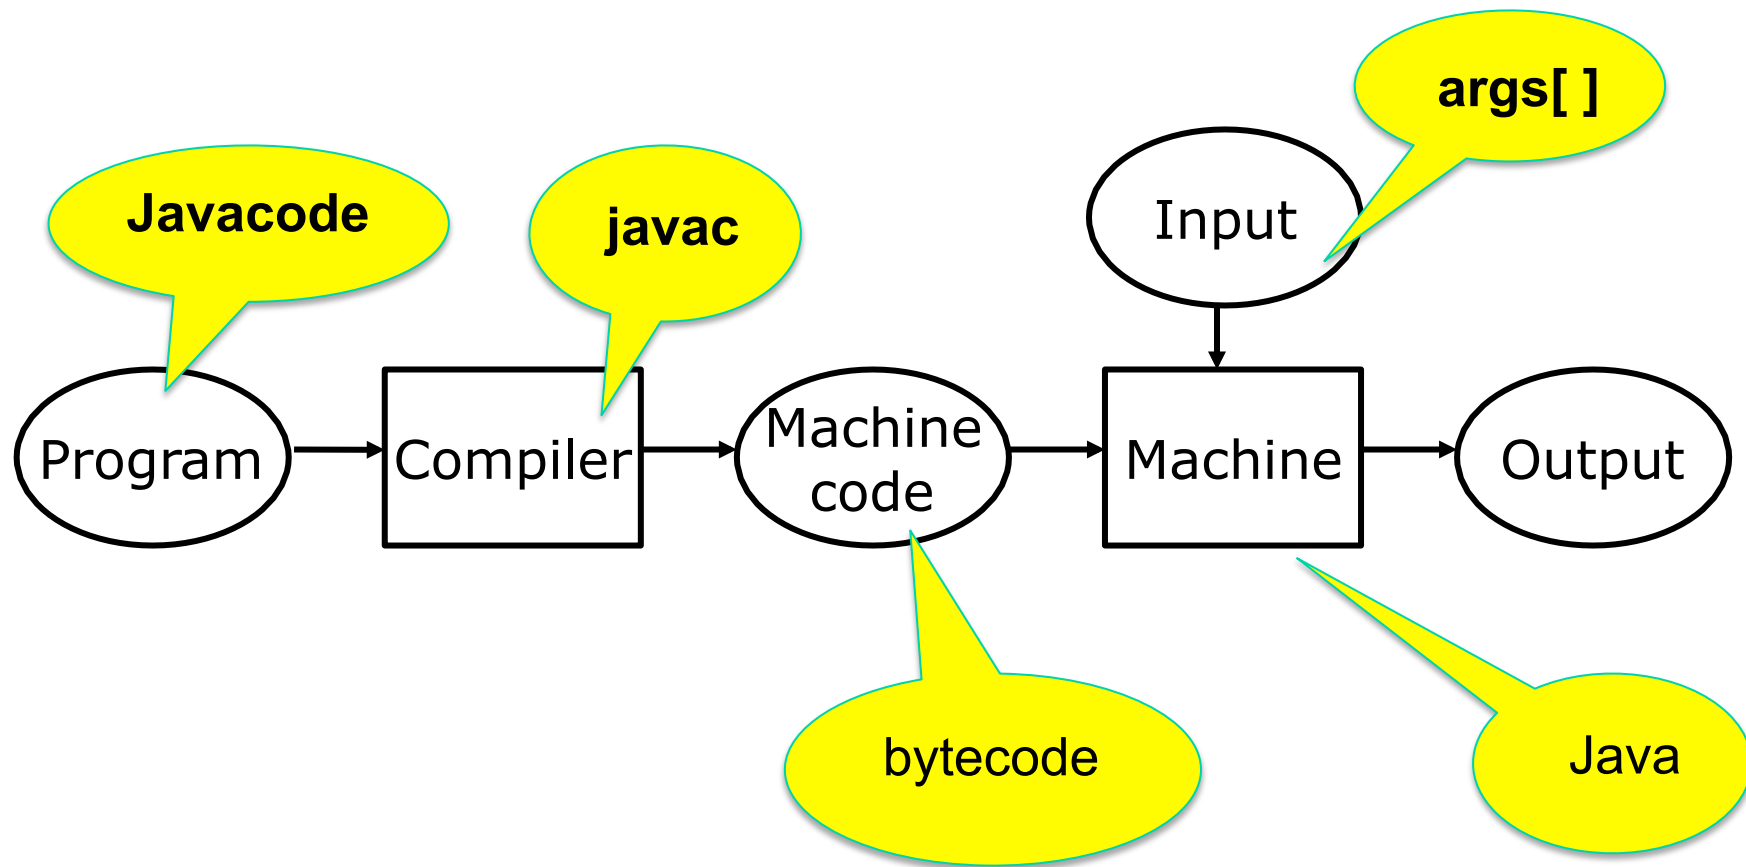 args[ ]
Javacode
javac
Input
Program
Compiler
Machine
code
Machine
Output
bytecode
Java